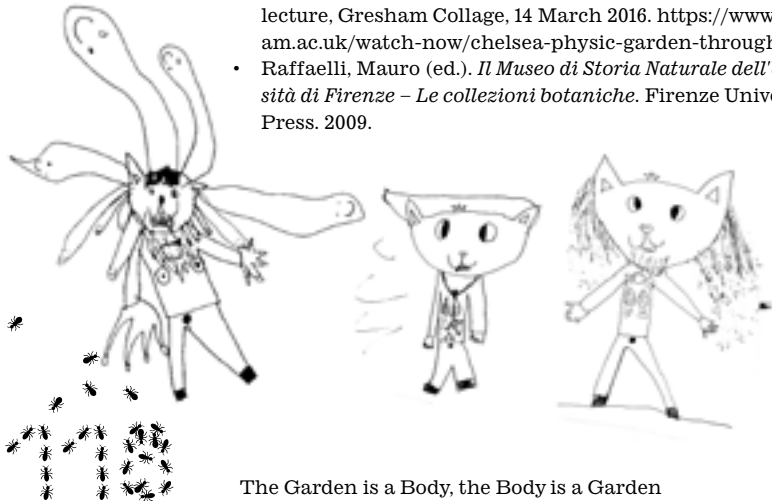 lecture, Gresham Collage, 14 March 2016. https://www
am.ac.uk/watch-now/chelsea-physic-garden-through
• Raffaelli, Mauro (ed.). Il Museo di Storia Naturale dell'
sità di Firenze – Le collezioni botaniche. Firenze Unive
Press. 2009.
118
The Garden is a Body, the Body is a Garden